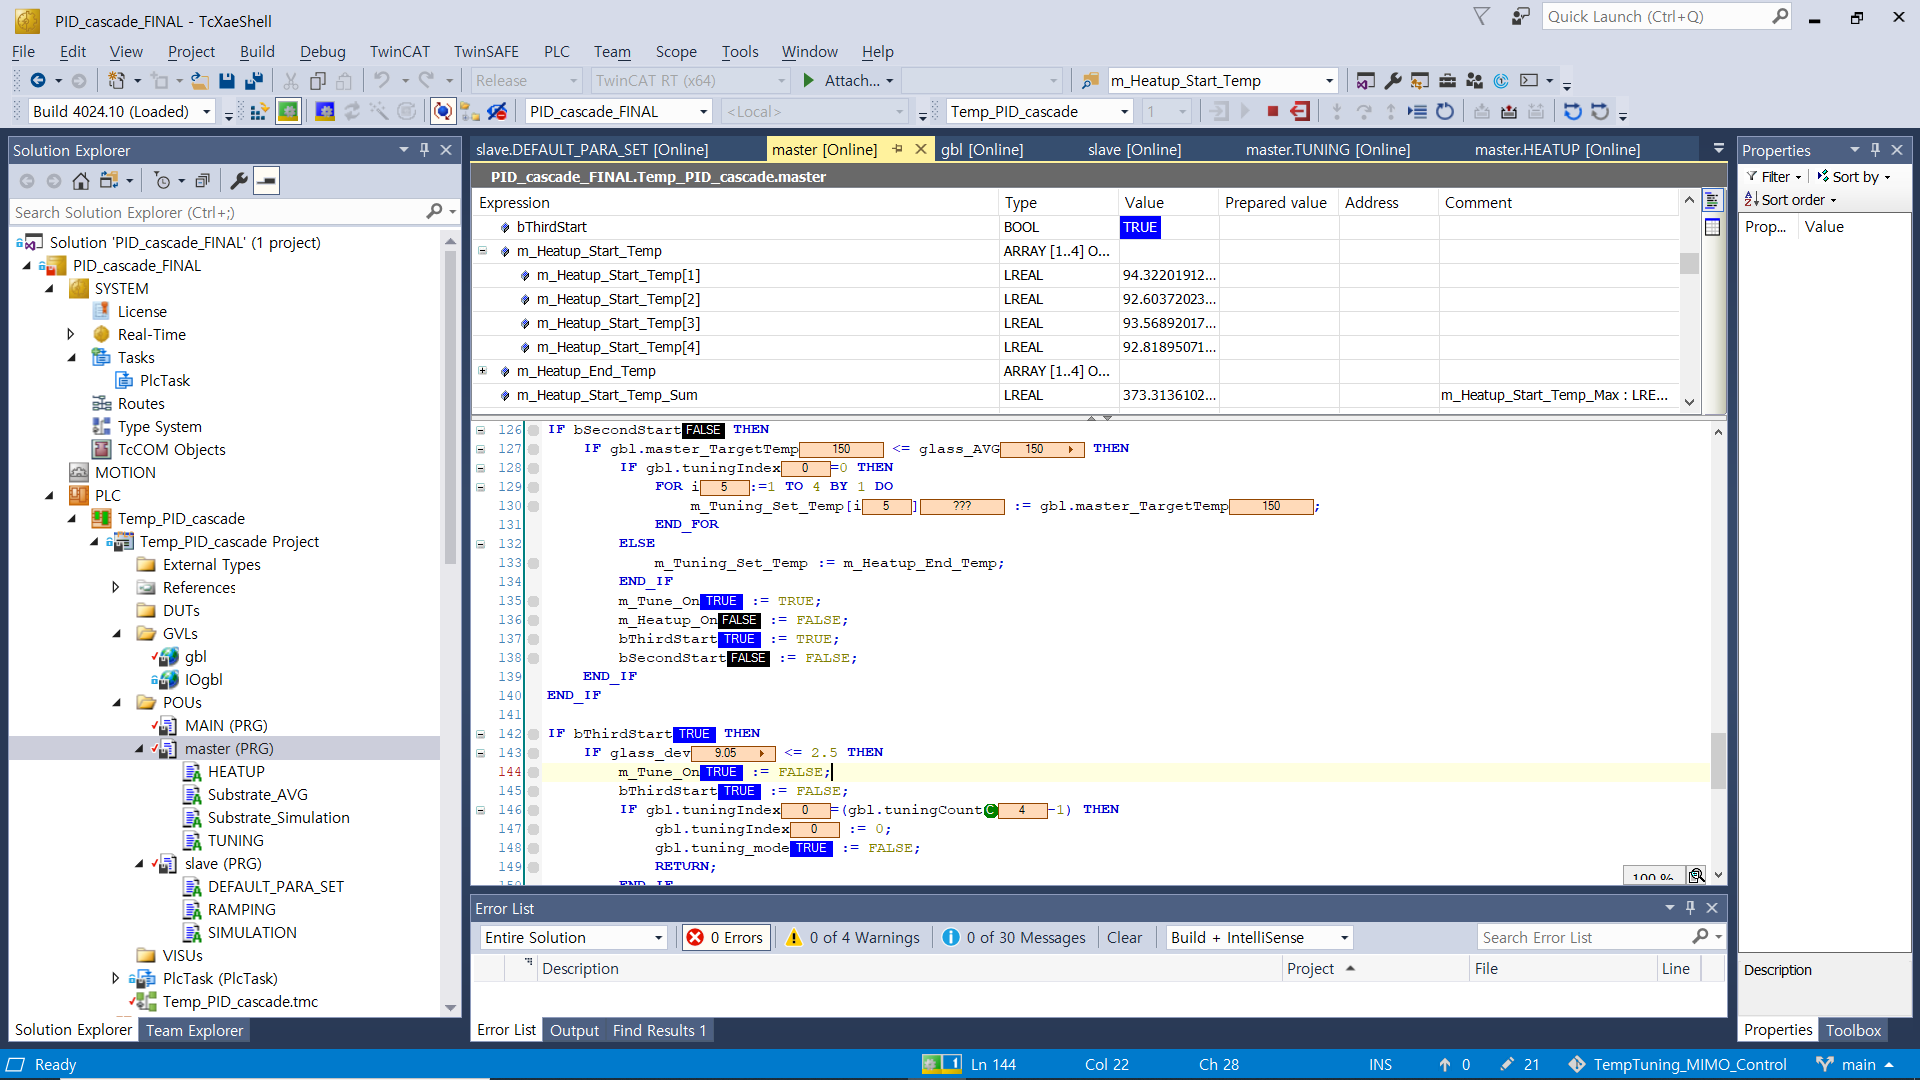 PID_cascade_FINAL - TcXaeShell
Quick Launch (Ctrl+Q)
File Edit View Project Build Debug TwinCAT TwinSAFE PLC Team Scope Tools Window Help
Release TwinCAT RT (x64) Attach... m_Heatup_Start_Temp
Build 4024.10 (Loaded) PID_cascade_FINAL <Local> Temp_PID_cascade 1
Solution Explorer
Search Solution Explorer (Ctrl+;)
Solution 'PID_cascade_FINAL' (1 project)
PID_cascade_FINAL
SYSTEM
License
Real-Time
Tasks
PlcTask
Routes
Type System
TcCOM Objects
MOTION
PLC
Temp_PID_cascade
Temp_PID_cascade Project
External Types
References
DUTs
GVLs
gbl
IOgbl
POUs
MAIN (PRG)
master (PRG)
HEATUP
Substrate_AVG
Substrate_Simulation
TUNING
slave (PRG)
DEFAULT_PARA_SET
RAMPING
SIMULATION
VISUs
PlcTask (PlcTask)
Temp_PID_cascade.tmc
Solution Explorer Team Explorer
slave.DEFAULT_PARA_SET [Online] master [Online] gbl [Online] slave [Online] master.TUNING [Online] master.HEATUP [Online]
PID_cascade_FINAL.Temp_PID_cascade.master
Expression Type Value Prepared value Address Comment
bThirdStart BOOL TRUE
m_Heatup_Start_Temp ARRAY [1..4] O...
m_Heatup_Start_Temp[1] LREAL 94.32201912...
m_Heatup_Start_Temp[2] LREAL 92.60372023...
m_Heatup_Start_Temp[3] LREAL 93.56892017...
m_Heatup_Start_Temp[4] LREAL 92.81895071...
m_Heatup_End_Temp ARRAY [1..4] O...
m_Heatup_Start_Temp_Sum LREAL 373.3136102... m_Heatup_Start_Temp_Max : LRE...
126 IF bSecondStart FALSE THEN
127 IF gbl.master_TargetTemp 150 <= glass_AVG 150 THEN
128 IF gbl.tuningIndex 0 =0 THEN
129 FOR i 5 :=1 TO 4 BY 1 DO
130 m_Tuning_Set_Temp[i 5 ] ??? := gbl.master_TargetTemp 150 ;
131 END_FOR
132 ELSE
133 m_Tuning_Set_Temp := m_Heatup_End_Temp;
134 END_IF
135 m_Tune_On TRUE := TRUE;
136 m_Heatup_On FALSE := FALSE;
137 bThirdStart TRUE := TRUE;
138 bSecondStart FALSE := FALSE;
139 END_IF
140 END_IF
141
142 IF bThirdStart TRUE THEN
143 IF glass_dev 9.05 <= 2.5 THEN
144 m_Tune_On TRUE := FALSE;
145 bThirdStart TRUE := FALSE;
146 IF gbl.tuningIndex 0 =(gbl.tuningCount C 4 -1) THEN
147 gbl.tuningIndex 0 := 0;
148 gbl.tuning_mode TRUE := FALSE;
149 RETURN;
150 END_IF
100 %
Error List
Entire Solution 0 Errors 0 of 4 Warnings 0 of 30 Messages Clear Build + IntelliSense Search Error List
Description Project File Line
Error List Output Find Results 1
Properties
Filter Sort by
Sort order
Prop... Value
Description
Properties Toolbox
Ready 1 Ln 144 Col 22 Ch 28 INS 0 21 TempTuning_MIMO_Control main